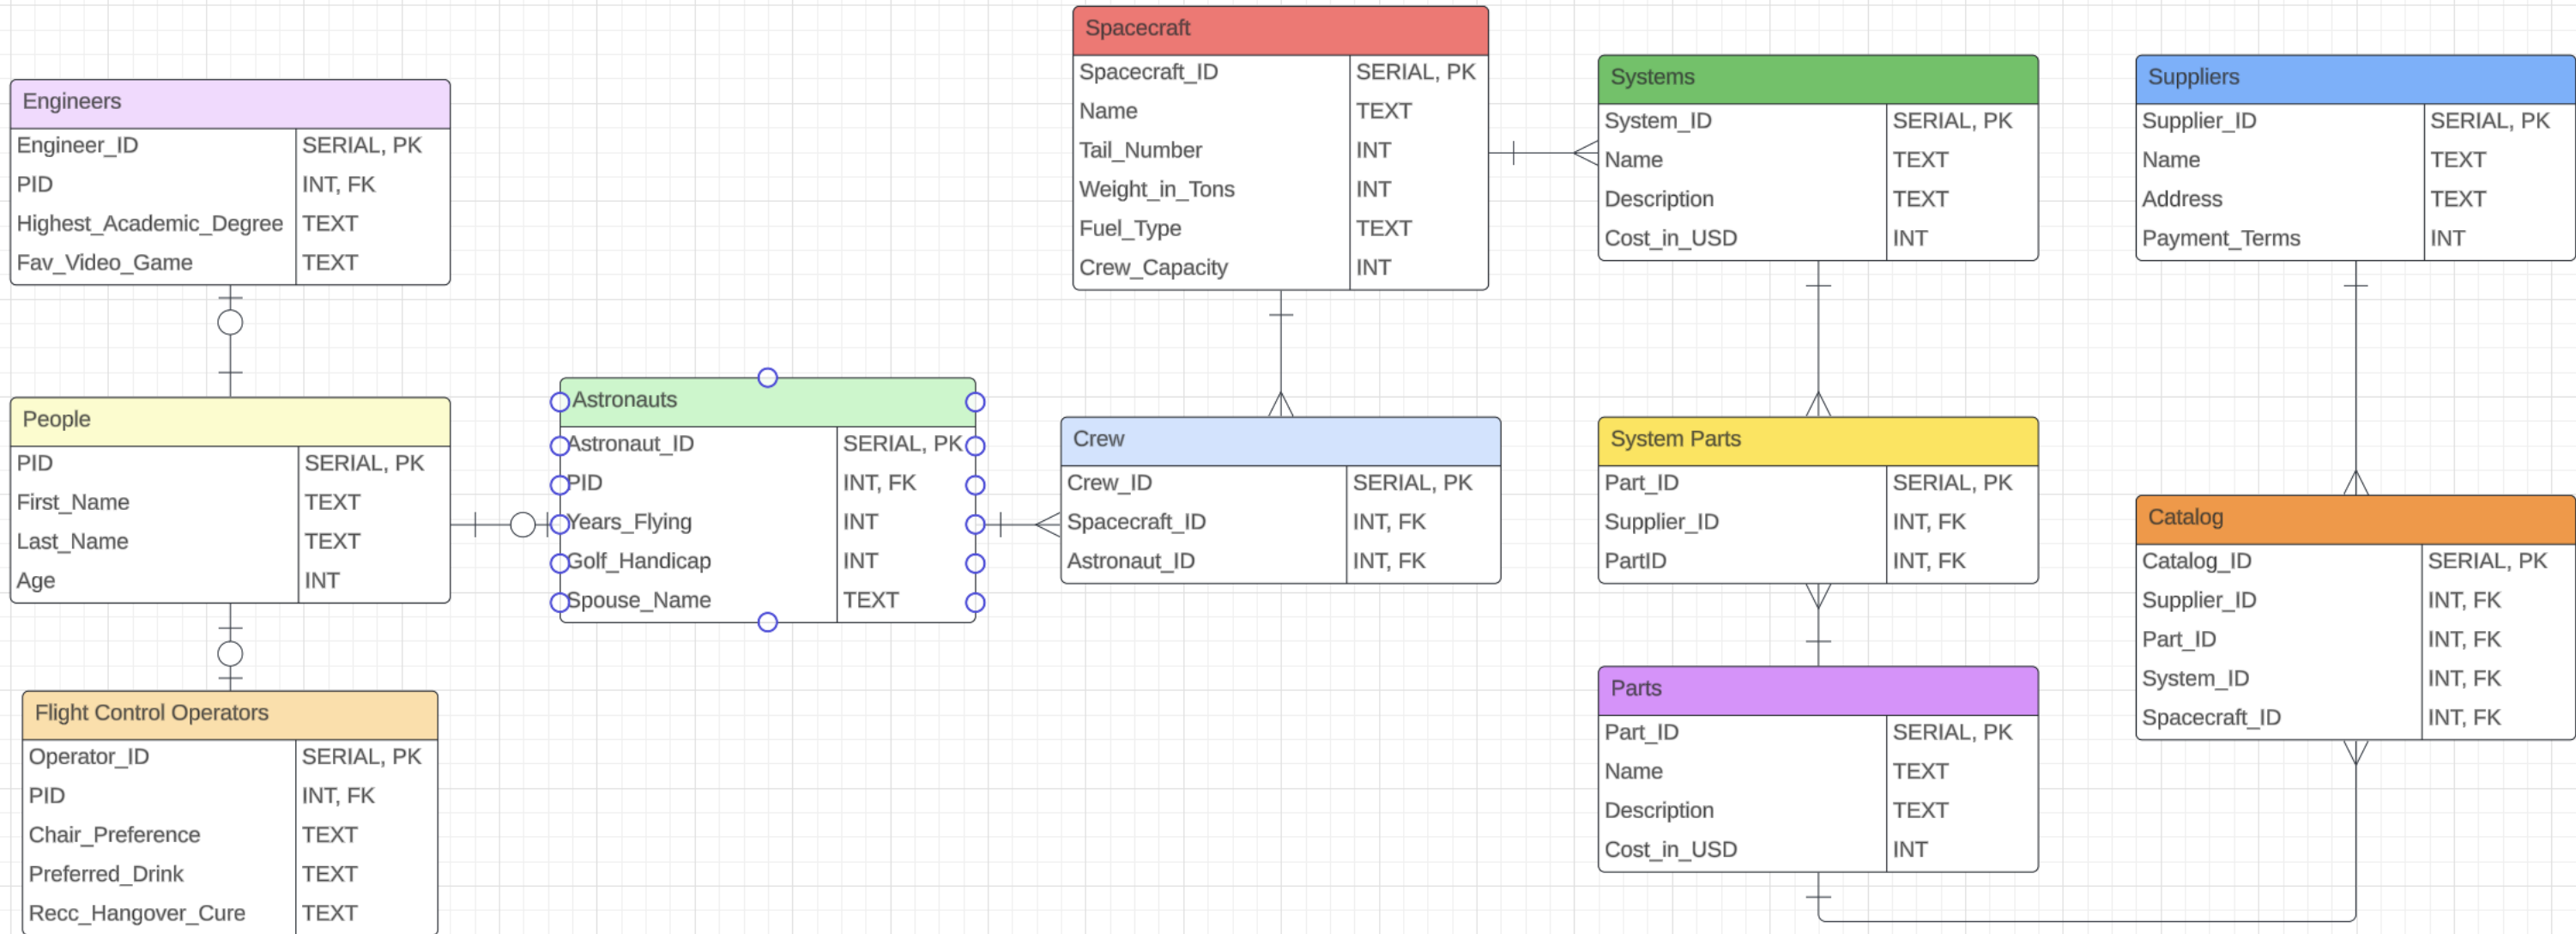 Engineers
Engineer_ID SERIAL, PK
PID INT, FK
Highest_Academic_Degree TEXT
Fav_Video_Game TEXT
People
PID SERIAL, PK
First_Name TEXT
Last_Name TEXT
Age INT
Flight Control Operators
Operator_ID SERIAL, PK
PID INT, FK
Chair_Preference TEXT
Preferred_Drink TEXT
Recc_Hangover_Cure TEXT
Astronauts
Astronaut_ID SERIAL, PK
PID INT, FK
Years_Flying INT
Golf_Handicap INT
Spouse_Name TEXT
Spacecraft
Spacecraft_ID SERIAL, PK
Name TEXT
Tail_Number INT
Weight_in_Tons INT
Fuel_Type TEXT
Crew_Capacity INT
Crew
Crew_ID SERIAL, PK
Spacecraft_ID INT, FK
Astronaut_ID INT, FK
Systems
System_ID SERIAL, PK
Name TEXT
Description TEXT
Cost_in_USD INT
System Parts
Part_ID SERIAL, PK
Supplier_ID INT, FK
PartID INT, FK
Parts
Part_ID SERIAL, PK
Name TEXT
Description TEXT
Cost_in_USD INT
Suppliers
Supplier_ID SERIAL, PK
Name TEXT
Address TEXT
Payment_Terms INT
Catalog
Catalog_ID SERIAL, PK
Supplier_ID INT, FK
Part_ID INT, FK
System_ID INT, FK
Spacecraft_ID INT, FK